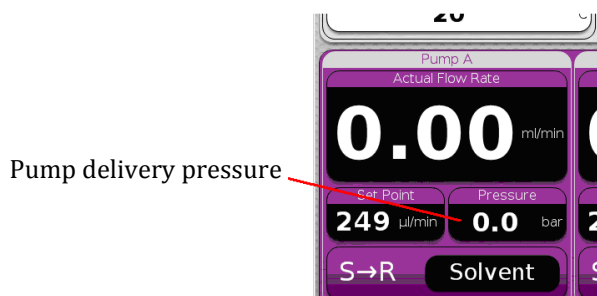 20 C
Pump A
Actual Flow Rate
0.00 ml/min
Pump delivery pressure
Set Point Pressure
249 µl/min 0.0 bar
S→R Solvent